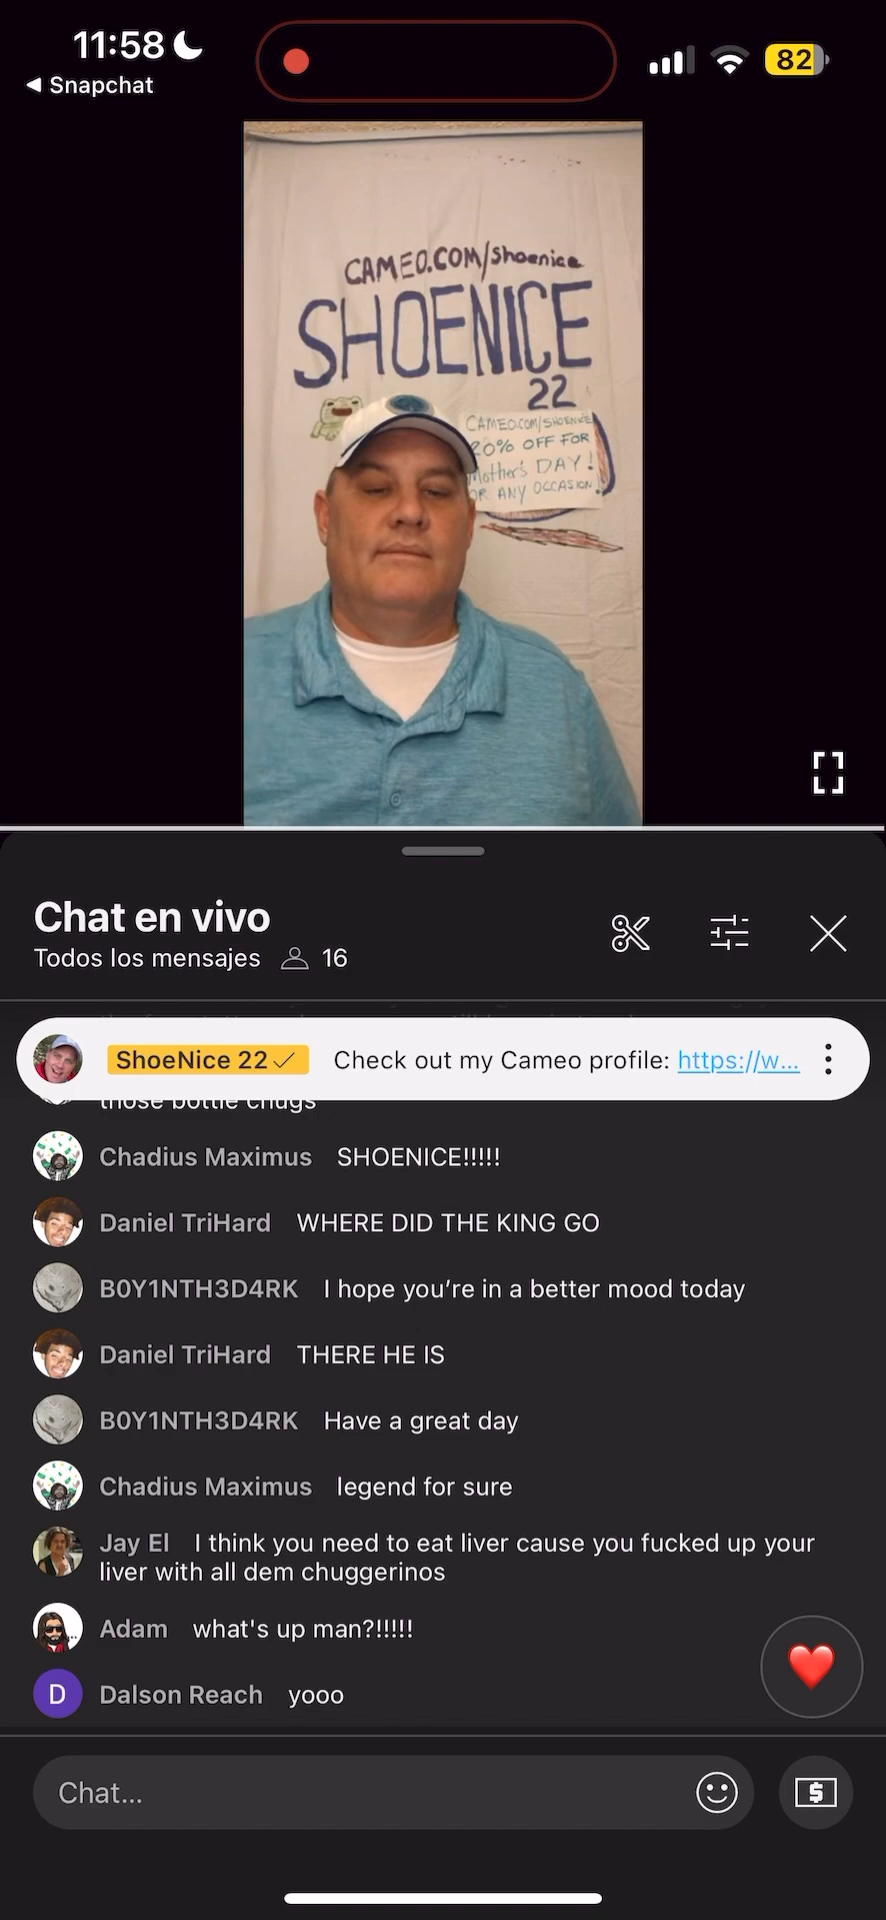 11:58
Snapchat
82
CAMEO.COM/shoenice
SHOENICE
22
CAMEO.COM/SHOENICE
20% OFF FOR
Mother's DAY!
OR ANY OCCASION!
Chat en vivo
Todos los mensajes 16
ShoeNice 22 Check out my Cameo profile: https://w...
those bottle chugs
Chadius Maximus SHOENICE!!!!!
Daniel TriHard WHERE DID THE KING GO
B0Y1NTH3D4RK I hope you’re in a better mood today
Daniel TriHard THERE HE IS
B0Y1NTH3D4RK Have a great day
Chadius Maximus legend for sure
Jay El I think you need to eat liver cause you fucked up your
liver with all dem chuggerinos
Adam what's up man?!!!!!
D Dalson Reach yooo
Chat...